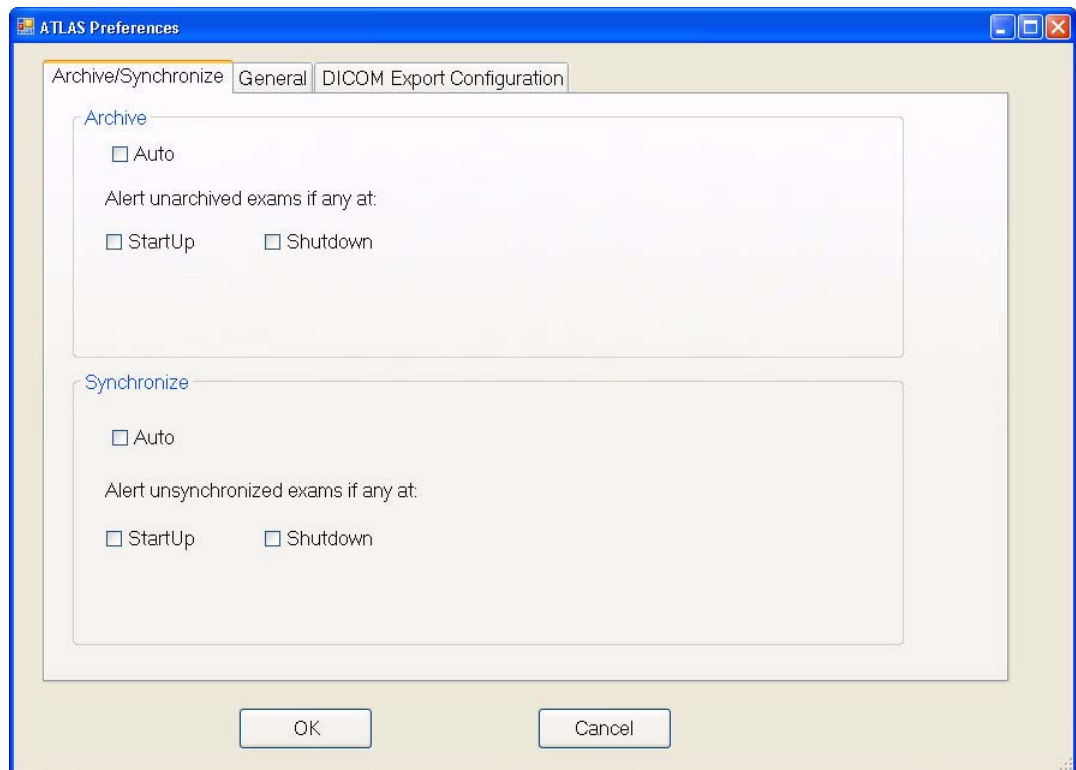 ATLAS Preferences
Archive/Synchronize General DICOM Export Configuration
Archive
Auto
Alert unarchived exams if any at:
StartUp Shutdown
Synchronize
Auto
Alert unsynchronized exams if any at:
StartUp Shutdown
OK Cancel